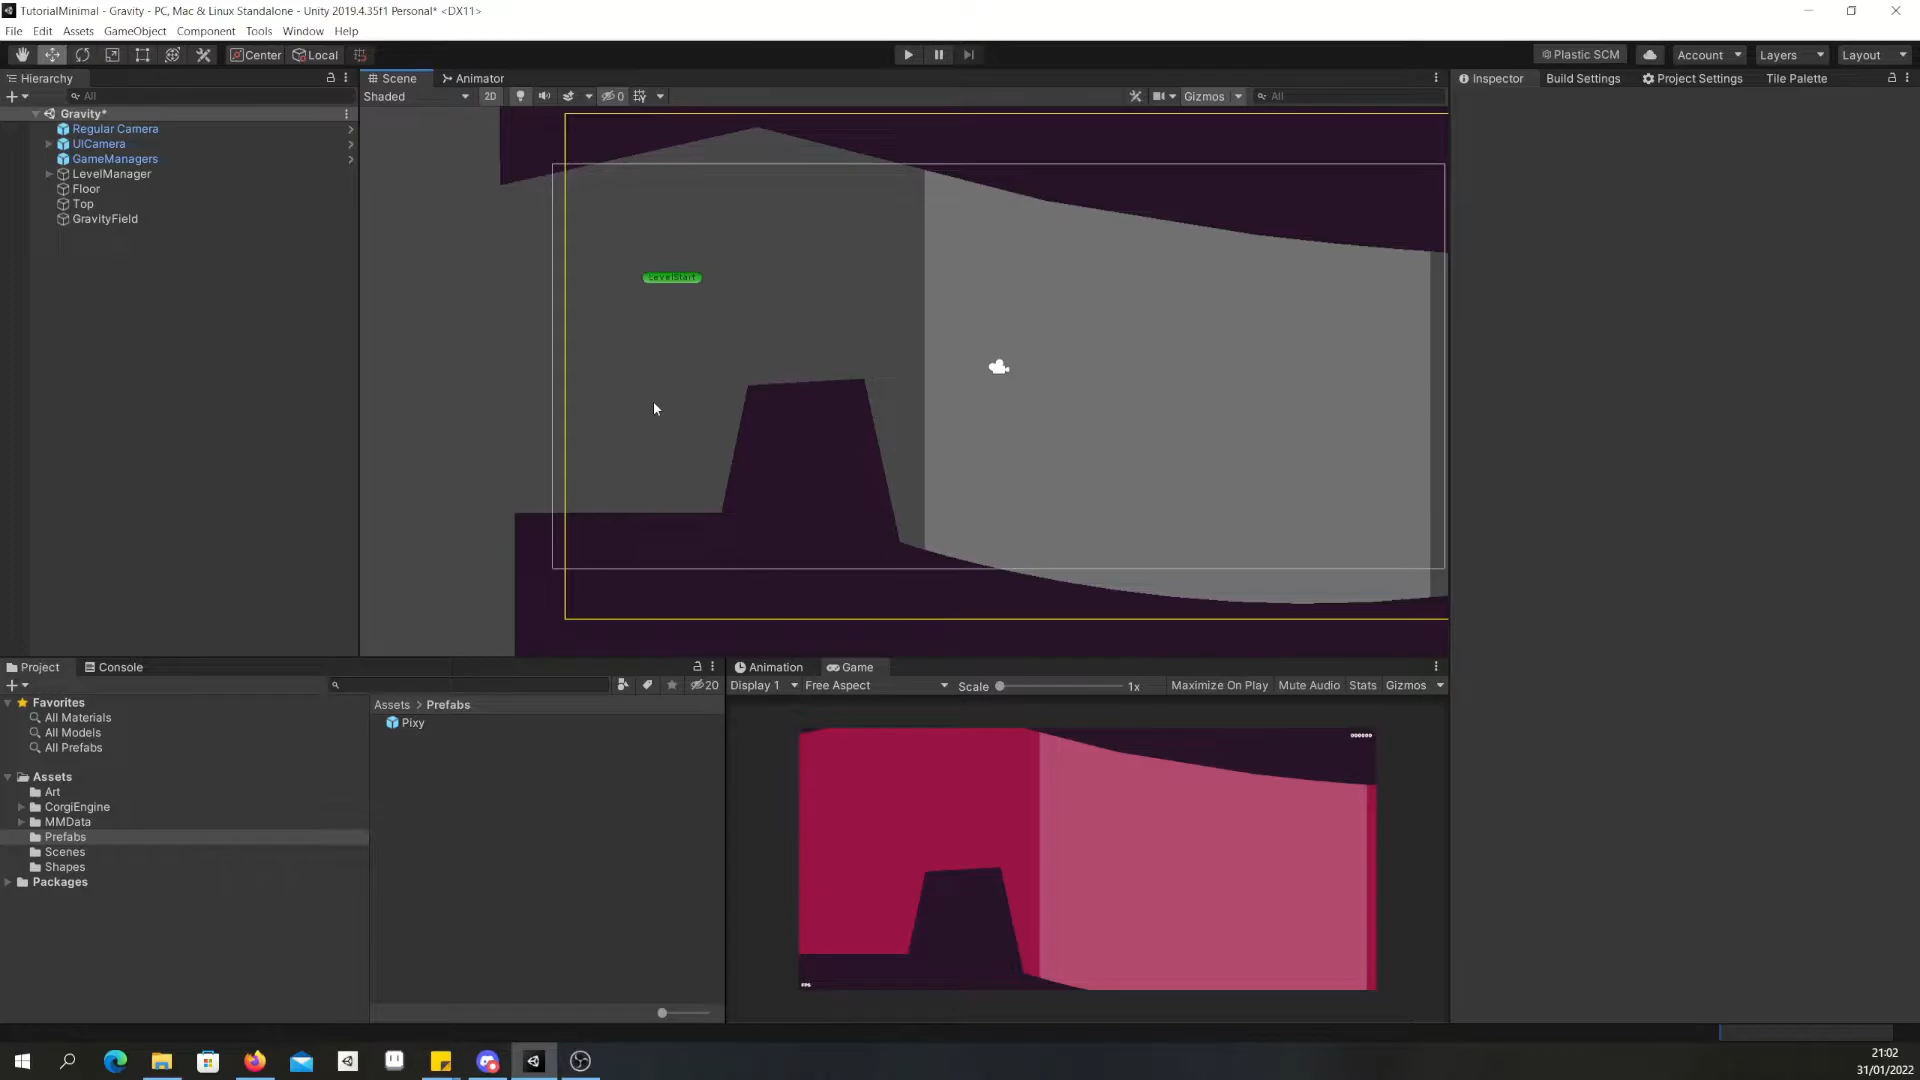 TutorialMinimal - Gravity - PC, Mac & Linux Standalone - Unity 2019.4.35f1 Personal* <DX11>
File Edit Assets GameObject Component Tools Window Help
Center Local Plastic SCM Account Layers Layout
Hierarchy Scene Animator Inspector Build Settings Project Settings Tile Palette
All Shaded 2D 0 Gizmos All
Gravity*
Regular Camera
UICamera
GameManagers
LevelManager
Floor
Top
GravityField
LevelStart
Project Console Animation Game
20 Display 1 Free Aspect Scale 1x Maximize On Play Mute Audio Stats Gizmos
Favorites
All Materials
All Models
All Prefabs
Assets
Art
CorgiEngine
MMData
Prefabs
Scenes
Shapes
Packages
Assets > Prefabs
Pixy
000000
FPS
21:02
31/01/2022